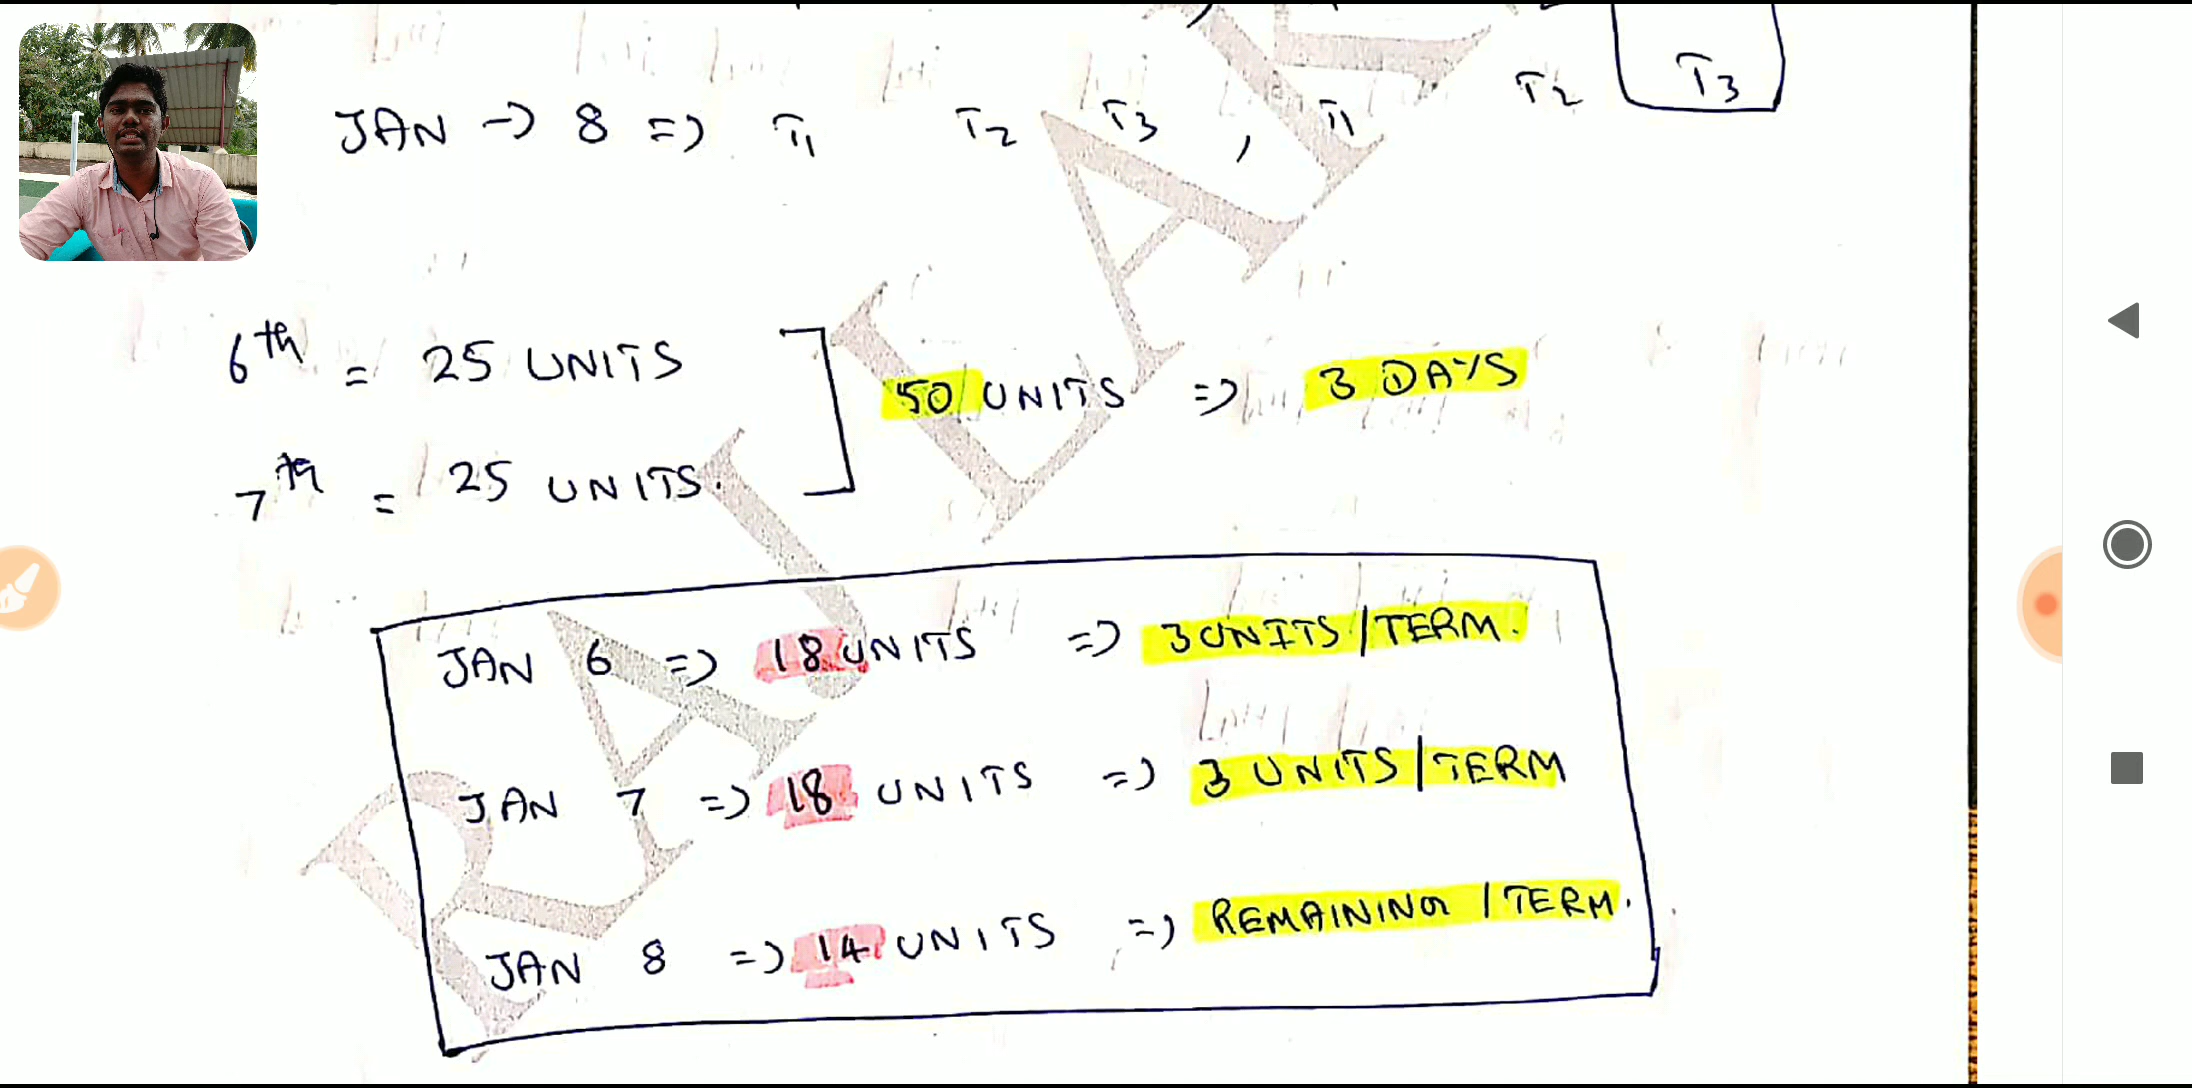 JAN -> 8 => T1 T2 T3 , T1 T2 T3
6th = 25 UNITS
50 UNITS => 3 DAYS
7th = 25 UNITS.
JAN 6 => 18 UNITS => 3 UNITS / TERM.
JAN 7 => 18 UNITS => 3 UNITS / TERM
JAN 8 => 14 UNITS => REMAINING / TERM.